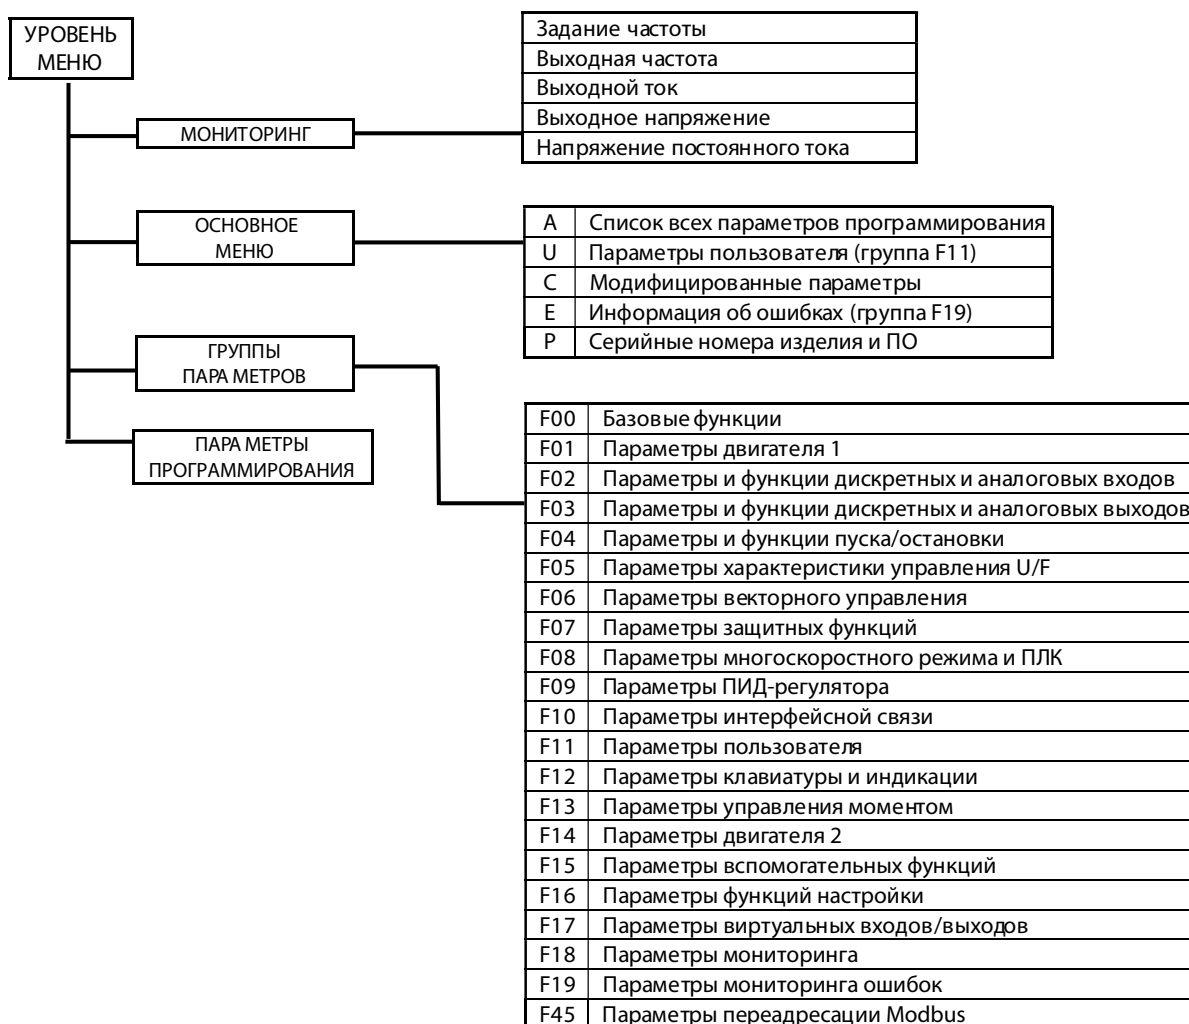 УРОВЕНЬ
МЕНЮ
Задание частоты
Выходная частота
Выходной ток
Выходное напряжение
Напряжение постоянного тока
МОНИТОРИНГ
ОСНОВНОЕ
МЕНЮ
A Список всех параметров программирования
U Параметры пользователя (группа F11)
C Модифицированные параметры
E Информация об ошибках (группа F19)
P Серийные номера изделия и ПО
ГРУППЫ
ПАРА МЕТРОВ
ПАРА МЕТРЫ
ПРОГРАММИРОВАНИЯ
F00 Базовые функции
F01 Параметры двигателя 1
F02 Параметры и функции дискретных и аналоговых входов
F03 Параметры и функции дискретных и аналоговых выходов
F04 Параметры и функции пуска/остановки
F05 Параметры характеристики управления U/F
F06 Параметры векторного управления
F07 Параметры защитных функций
F08 Параметры многоскоростного режима и ПЛК
F09 Параметры ПИД-регулятора
F10 Параметры интерфейсной связи
F11 Параметры пользователя
F12 Параметры клавиатуры и индикации
F13 Параметры управления моментом
F14 Параметры двигателя 2
F15 Параметры вспомогательных функций
F16 Параметры функций настройки
F17 Параметры виртуальных входов/выходов
F18 Параметры мониторинга
F19 Параметры мониторинга ошибок
F45 Параметры переадресации Modbus